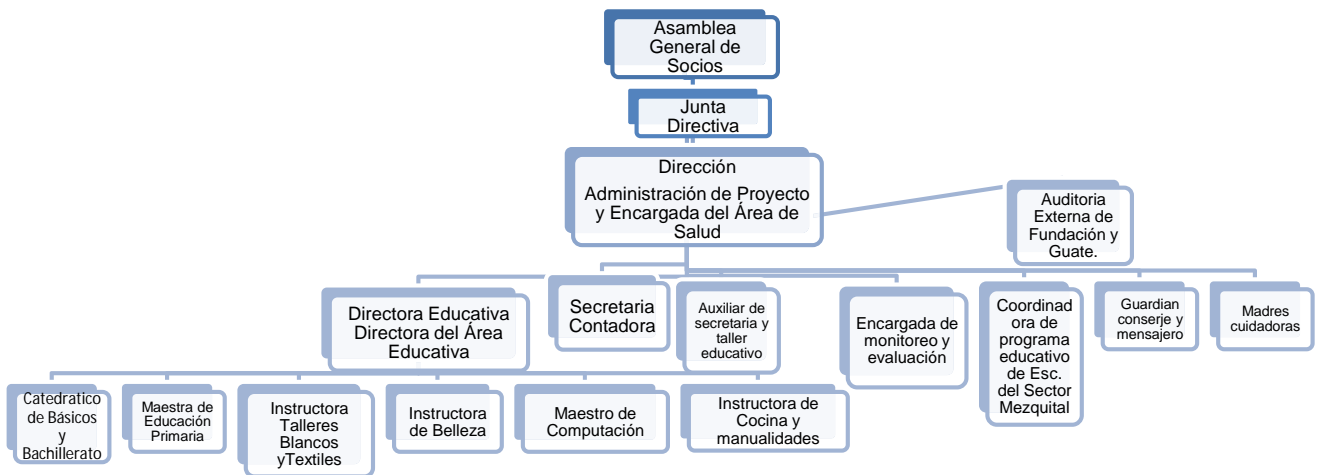 Asamblea
General de
Socios
Junta
Directiva
Dirección
Administración de Proyecto
y Encargada del Área de
Salud
Auditoria
Externa de
Fundación y
Guate.
Directora Educativa
Directora del Área
Educativa
Secretaria
Contadora
Auxiliar de
secretaria y
taller
educativo
Encargada de
monitoreo y
evaluación
Coordinad
ora de
programa
educativo
de Esc.
del Sector
Mezquital
Guardian
conserje y
mensajero
Madres
cuidadoras
Catedratico
de Básicos
y
Bachillerato
Maestra de
Educación
Primaria
Instructora
Talleres
Blancos
yTextiles
Instructora
de Belleza
Maestro de
Computación
Instructora de
Cocina y
manualidades